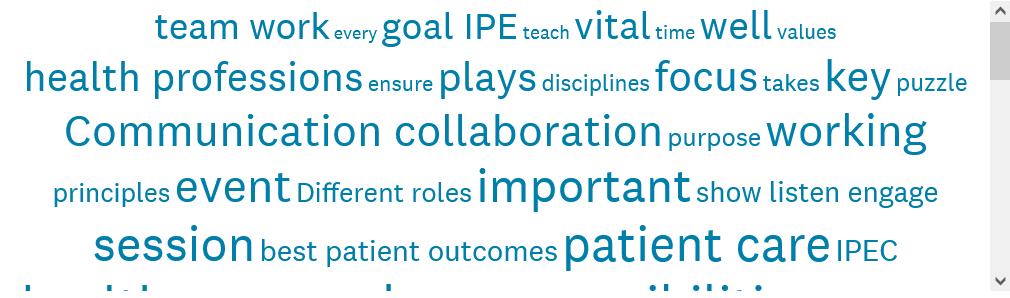 team work every goal IPE teach vital time well values
health professions ensure plays disciplines focus takes key puzzle
Communication collaboration purpose working
principles event Different roles important show listen engage
session best patient outcomes patient care IPEC